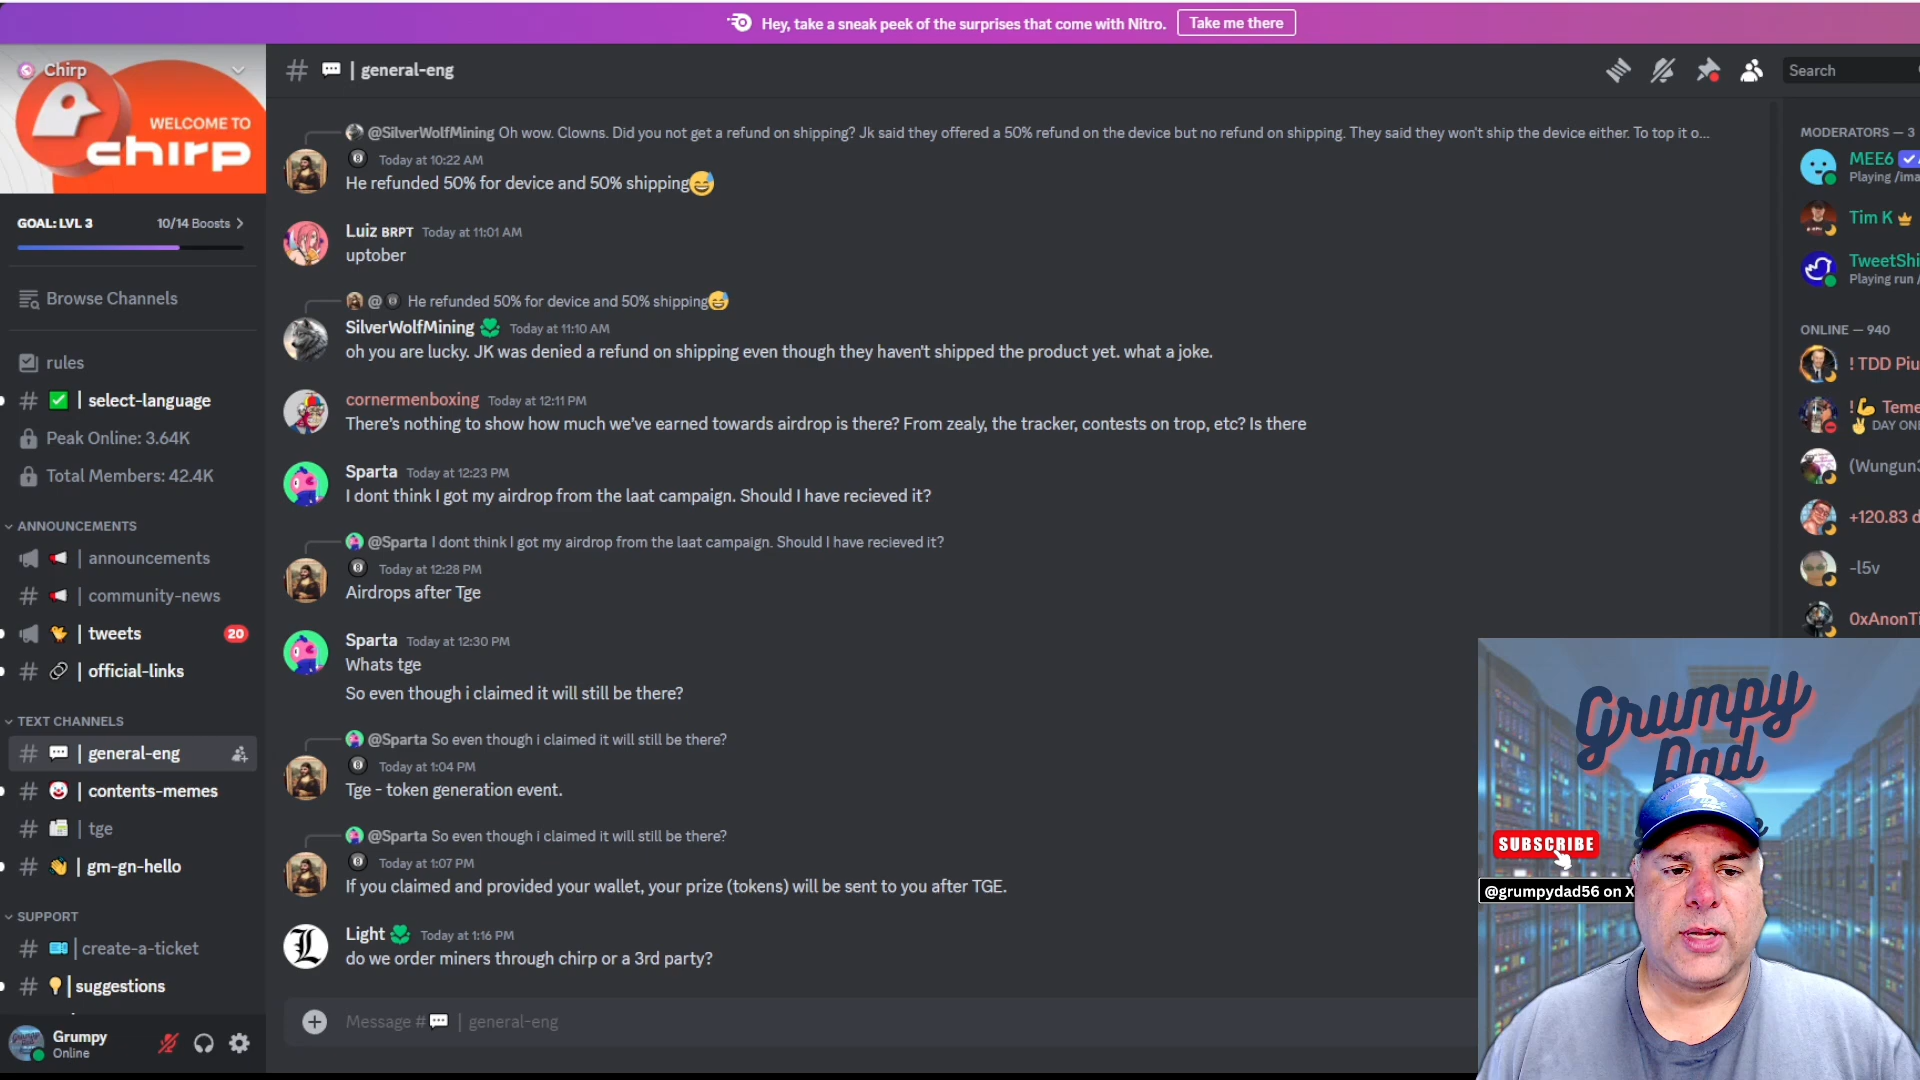 Hey, take a sneak peek of the surprises that come with Nitro. Take me there
Chirp
WELCOME TO
chirp
GOAL: LVL 3 10/14 Boosts
Browse Channels
rules
# ✅ | select-language
Peak Online: 3.64K
Total Members: 42.4K
ANNOUNCEMENTS
📢 | announcements
# 📢 | community-news
🐤 | tweets 20
# 🔗 | official-links
TEXT CHANNELS
# 💬 | general-eng
# 🤡 | contents-memes
# | tge
# 👋 | gm-gn-hello
SUPPORT
# 🎟️ | create-a-ticket
# 💡 | suggestions
Grumpy
Online
# 💬 | general-eng
Search
@SilverWolfMining Oh wow. Clowns. Did you not get a refund on shipping? Jk said they offered a 50% refund on the device but no refund on shipping. They said they won't ship the device either. To top it o...
Today at 10:22 AM
He refunded 50% for device and 50% shipping😅
Luiz BRPT Today at 11:01 AM
uptober
@ He refunded 50% for device and 50% shipping😅
SilverWolfMining Today at 11:10 AM
oh you are lucky. JK was denied a refund on shipping even though they haven't shipped the product yet. what a joke.
cornermenboxing Today at 12:11 PM
There's nothing to show how much we've earned towards airdrop is there? From zealy, the tracker, contests on trop, etc? Is there
Sparta Today at 12:23 PM
I dont think I got my airdrop from the laat campaign. Should I have recieved it?
@Sparta I dont think I got my airdrop from the laat campaign. Should I have recieved it?
Today at 12:28 PM
Airdrops after Tge
Sparta Today at 12:30 PM
Whats tge
So even though i claimed it will still be there?
@Sparta So even though i claimed it will still be there?
Today at 1:04 PM
Tge - token generation event.
@Sparta So even though i claimed it will still be there?
Today at 1:07 PM
If you claimed and provided your wallet, your prize (tokens) will be sent to you after TGE.
Light Today at 1:16 PM
do we order miners through chirp or a 3rd party?
Message #💬 | general-eng
MODERATORS — 3
MEE6
Playing /ima
Tim K
TweetShi
Playing run /
ONLINE — 940
! TDD Piu
!💪 Teme
✌ DAY ONE
(Wungun3
+120.83 d
-l5v
0xAnonTi
Grumpy
Dad
SUBSCRIBE
@grumpydad56 on X